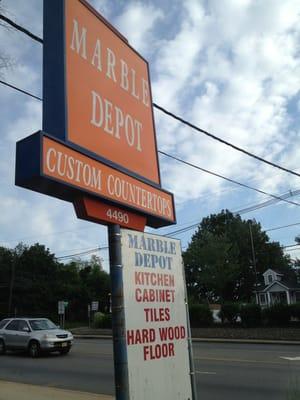 MARBLE
DEPOT
CUSTOM COUNTERTOPS
4490
MARBLE
DEPOT
KITCHEN
CABINET
TILES
HARD WOOD
FLOOR